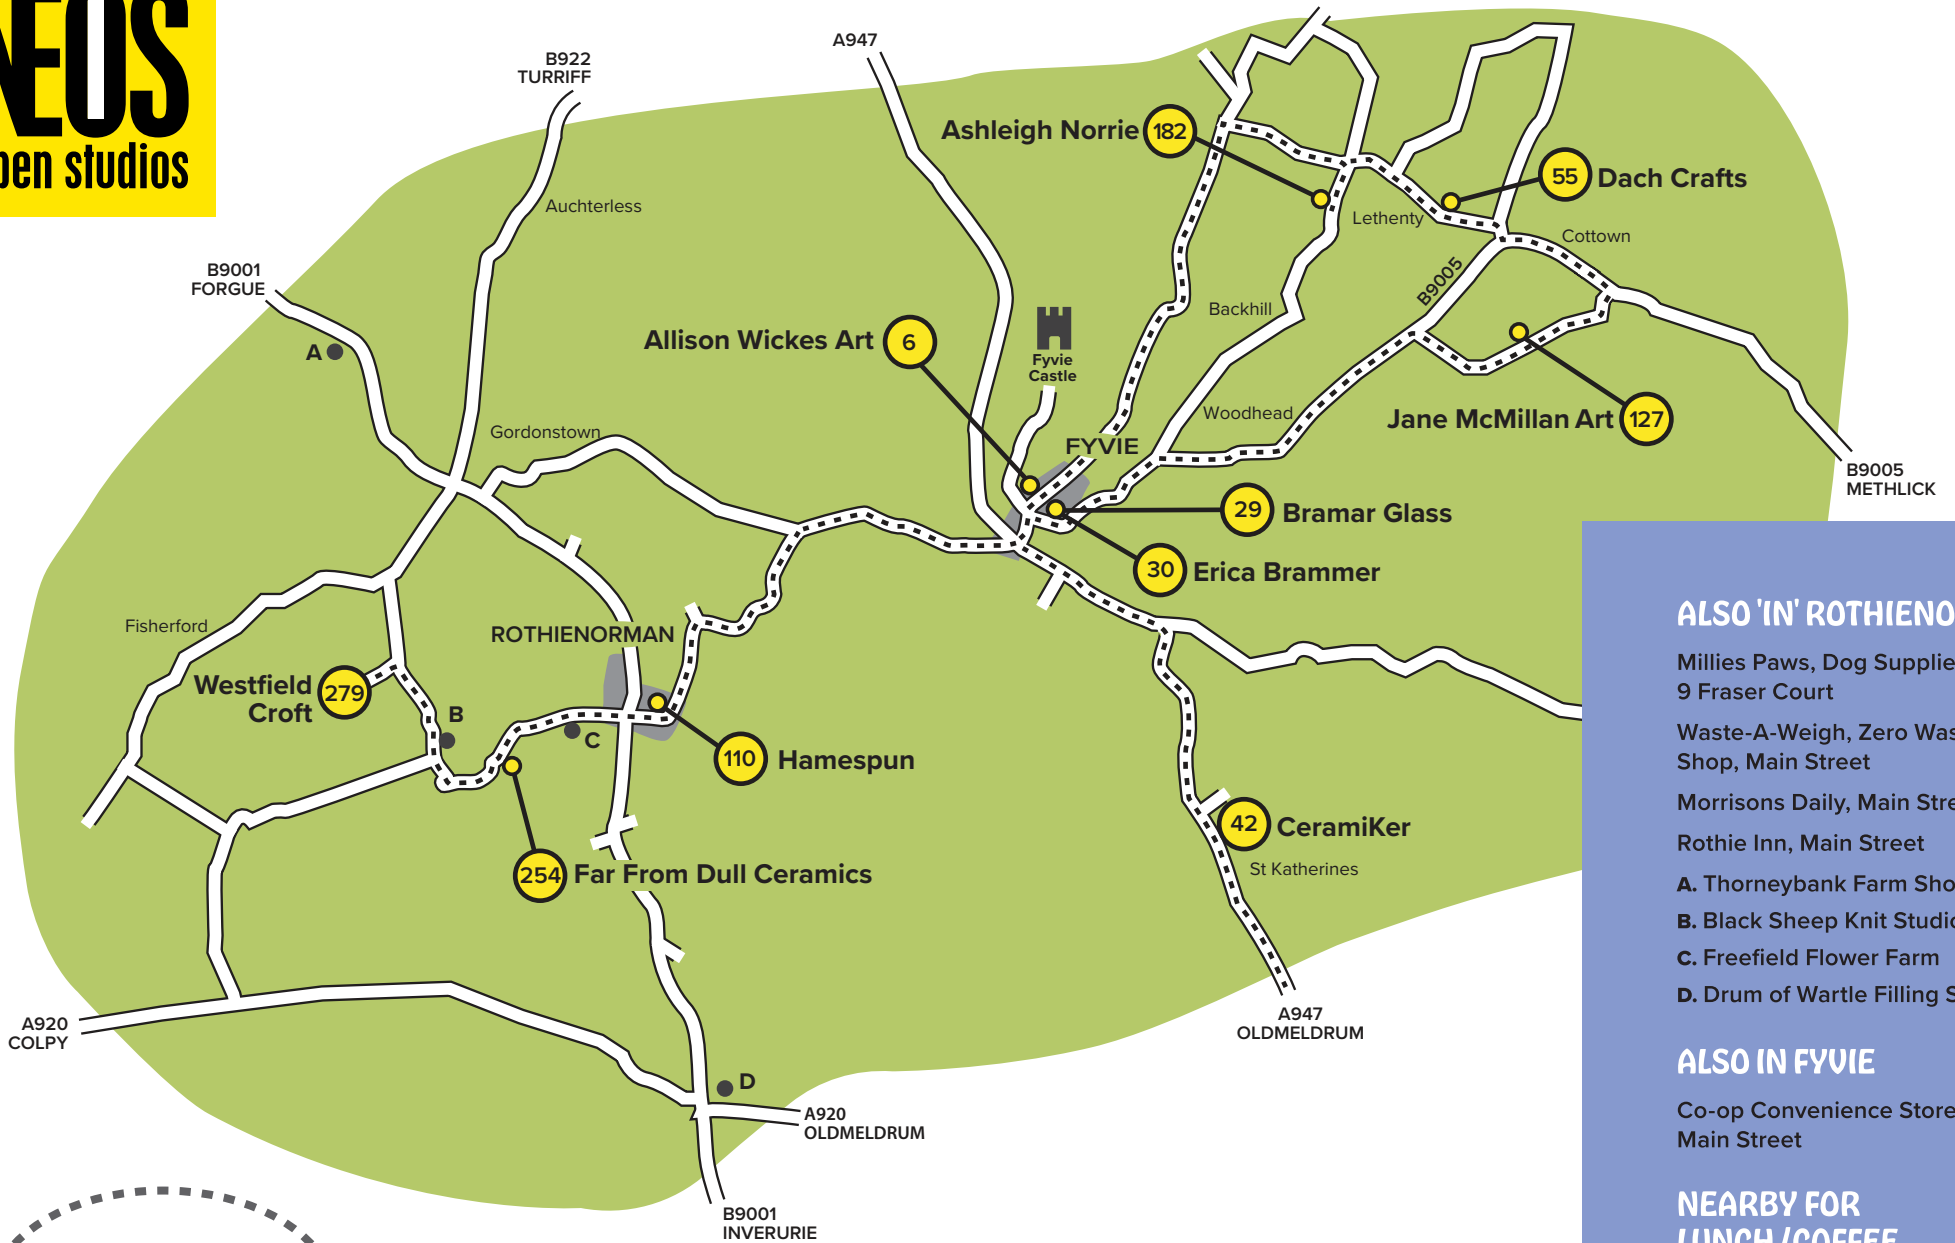 NEOS
open studios
B922
TURRIFF
A947
Ashleigh Norrie 182
55 Dach Crafts
Auchterless
Lethenty
Cottown
B9001
FORGUE
B9005
Backhill
A
Allison Wickes Art 6
Fyvie
Castle
Woodhead
Jane McMillan Art 127
Gordonstown
FYVIE
B9005
METHLICK
29 Bramar Glass
30 Erica Brammer
Fisherford
ROTHIENORMAN
Westfield
Croft
279
B
C
110 Hamespun
42 CeramiKer
St Katherines
254 Far From Dull Ceramics
A920
COLPY
A947
OLDMELDRUM
D
A920
OLDMELDRUM
B9001
INVERURIE
ALSO 'IN' ROTHIENO
Millies Paws, Dog Supplie
9 Fraser Court
Waste-A-Weigh, Zero Was
Shop, Main Street
Morrisons Daily, Main Stre
Rothie Inn, Main Street
A. Thorneybank Farm Sho
B. Black Sheep Knit Studio
C. Freefield Flower Farm
D. Drum of Wartle Filling S
ALSO IN FYVIE
Co-op Convenience Store
Main Street
NEARBY FOR
LUNCH/COFFEE